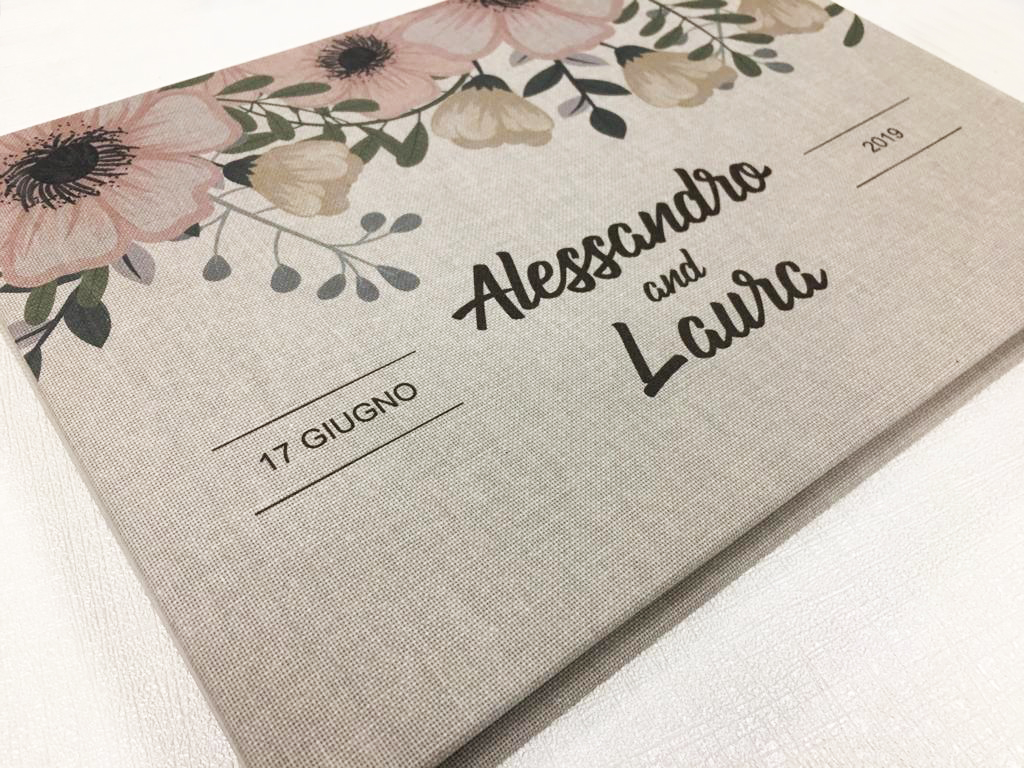 Alessandro
and
Laura
17 GIUGNO
2019